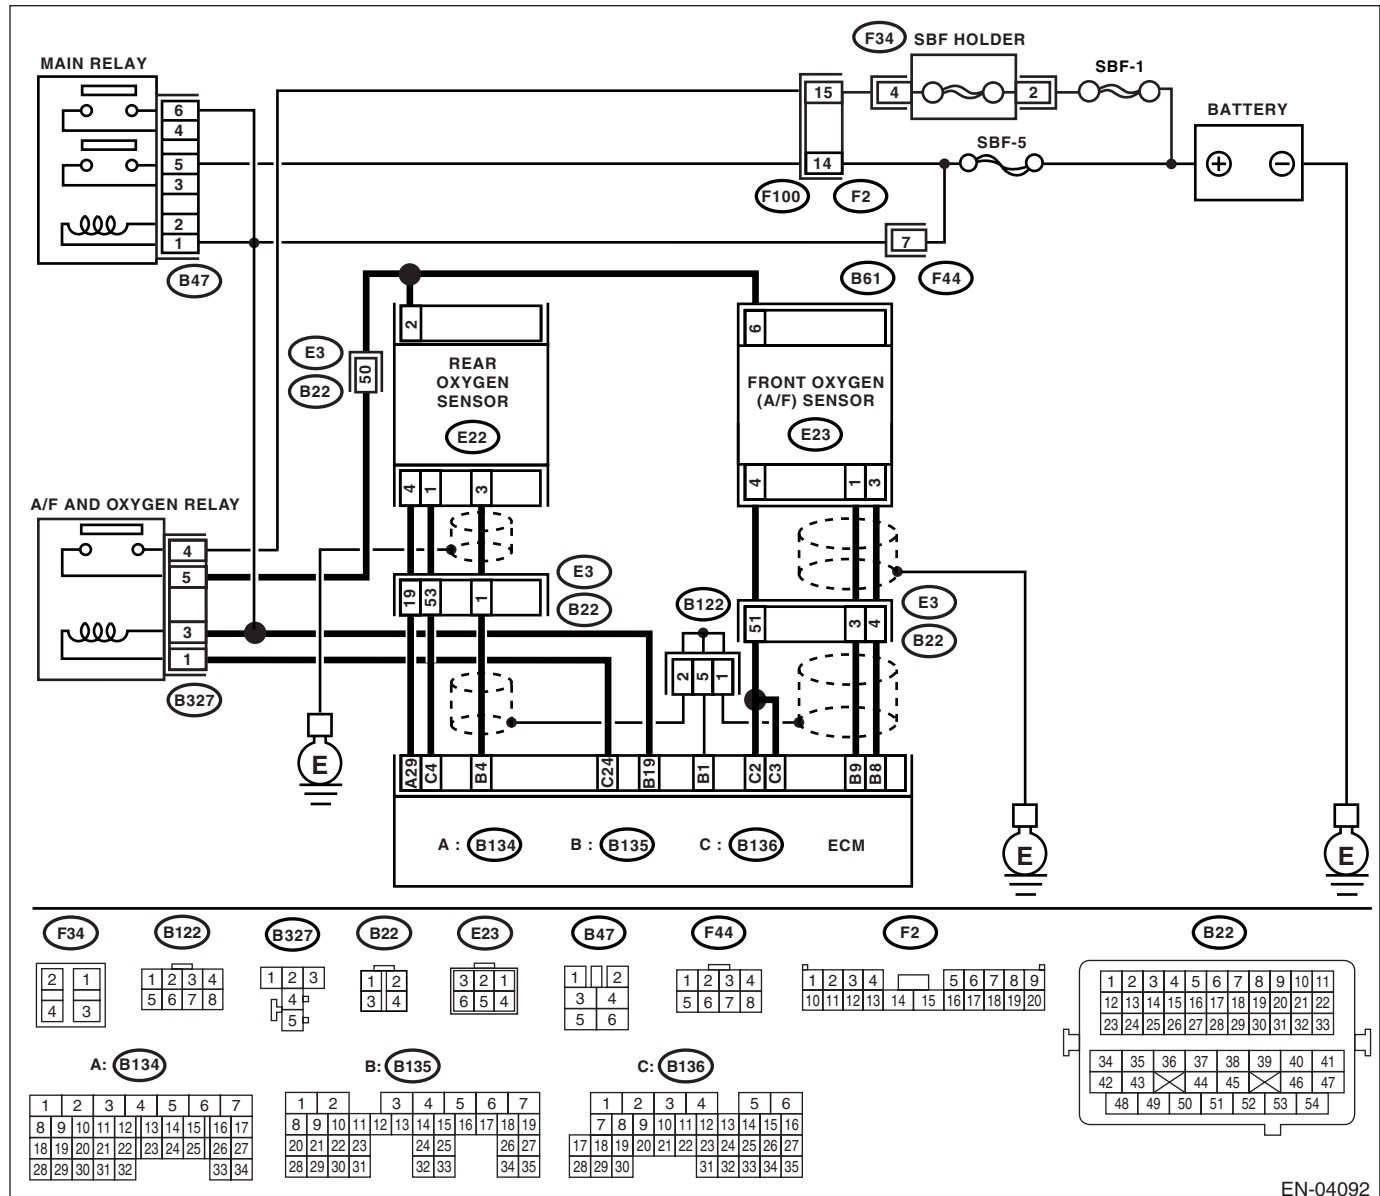 F34 SBF HOLDER
MAIN RELAY
SBF-1
BATTERY
6
4
5
3
2
1
B47
15
14
4
2
SBF-5
+ −
F100 F2
7
B61 F44
2
6
E3
B22
50
REAR
OXYGEN
SENSOR
E22
FRONT OXYGEN
(A/F) SENSOR
E23
4 1 3
4 1 3
A/F AND OXYGEN RELAY
4
5
3
1
B327
19 53 1
E3
B22
B122
2 5 1
51 3 4
E3
B22
E
A29 C4 B4 C24 B19 B1 C2 C3 B9 B8
A : B134 B : B135 C : B136 ECM
E
E
F34 B122 B327 B22 E23 B47 F44 F2 B22
2 1
4 3
1 2 3 4
5 6 7 8
1 2 3
4
5
1 2
3 4
3 2 1
6 5 4
1 2
3 4
5 6
1 2 3 4
5 6 7 8
1 2 3 4 5 6 7 8 9
10 11 12 13 14 15 16 17 18 19 20
1 2 3 4 5 6 7 8 9 10 11
12 13 14 15 16 17 18 19 20 21 22
23 24 25 26 27 28 29 30 31 32 33
34 35 36 37 38 39 40 41
42 43 44 45 46 47
48 49 50 51 52 53 54
A: B134
1 2 3 4 5 6 7
8 9 10 11 12 13 14 15 16 17
18 19 20 21 22 23 24 25 26 27
28 29 30 31 32 33 34
B: B135
1 2 3 4 5 6 7
8 9 10 11 12 13 14 15 16 17 18 19
20 21 22 23 24 25 26 27
28 29 30 31 32 33 34 35
C: B136
1 2 3 4 5 6
7 8 9 10 11 12 13 14 15 16
17 18 19 20 21 22 23 24 25 26 27
28 29 30 31 32 33 34 35
EN-04092